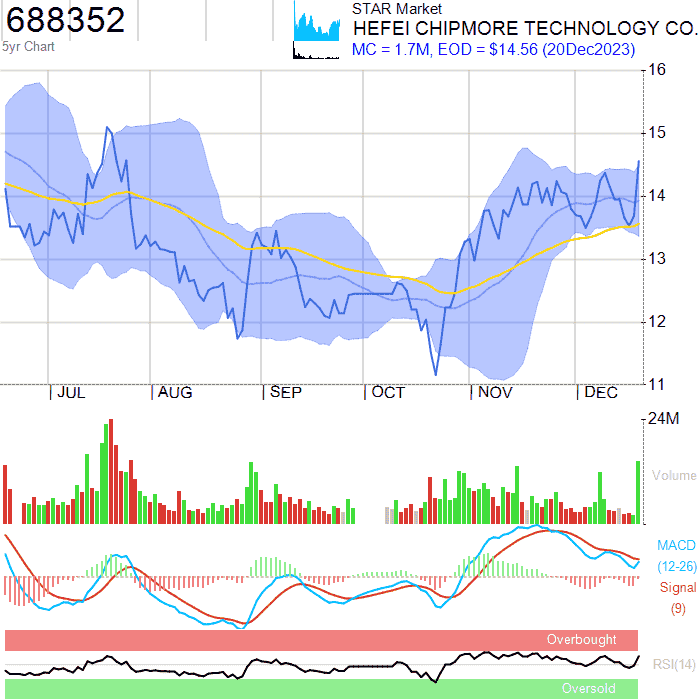 688352
STAR Market
HEFEI CHIPMORE TECHNOLOGY CO.
5yr Chart
MC = 1.7M, EOD = $14.56 (20Dec2023)
16
15
14
13
12
11
JUL AUG SEP OCT NOV DEC
24M
Volume
MACD
(12-26)
Signal
(9)
Overbought
RSI(14)
Oversold